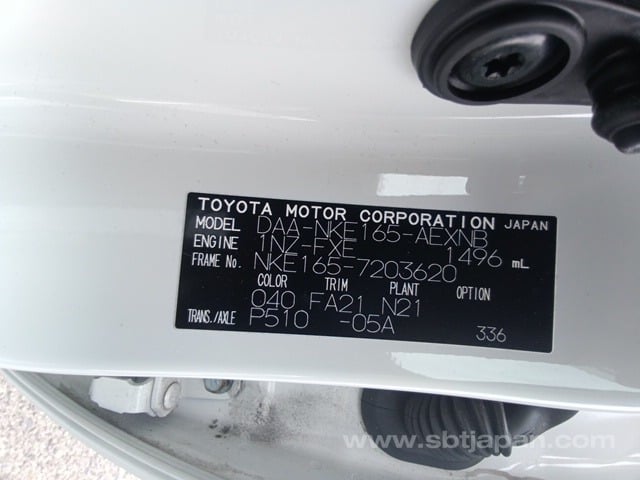 TOYOTA MOTOR CORPORATION JAPAN
MODEL DAA-NKE165-AEXNB
ENGINE 1NZ-FXE 1496 mL
FRAME No. NKE165-7203620
COLOR TRIM PLANT OPTION
040 FA21 N21
TRANS./AXLE P510 -05A 336
www.sbtjapan.com